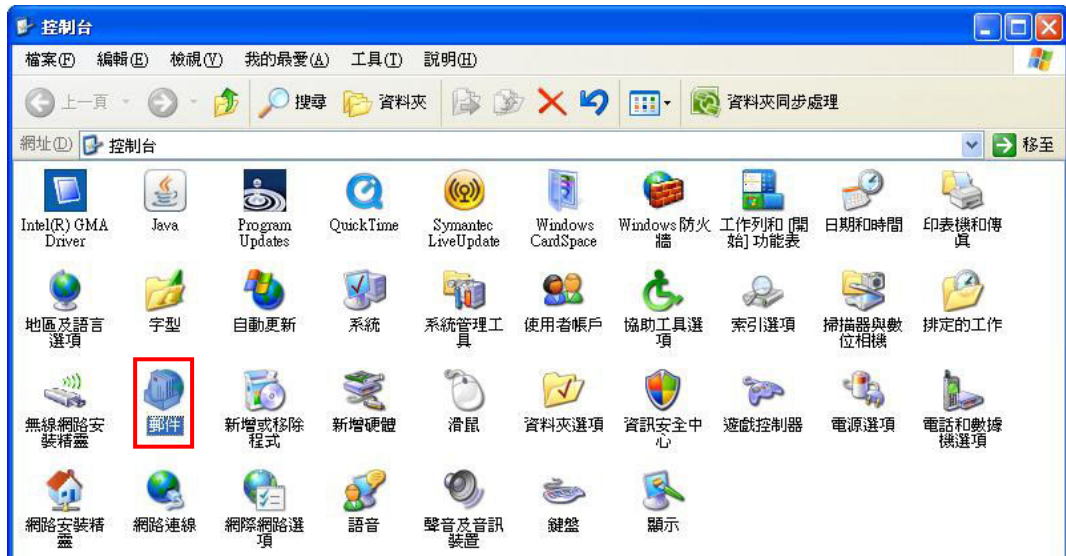 控制台
檔案(F) 編輯(E) 檢視(V) 我的最愛(A) 工具(T) 說明(H)
上一頁 搜尋 資料夾 資料夾同步處理
網址(D) 控制台 移至
Intel(R) GMA Driver
Java
Program Updates
QuickTime
Symantec LiveUpdate
Windows CardSpace
Windows 防火牆
工作列和 [開始] 功能表
日期和時間
印表機和傳真
地區及語言選項
字型
自動更新
系統
系統管理工具
使用者帳戶
協助工具選項
索引選項
掃描器與數位相機
排定的工作
無線網路安裝精靈
郵件
新增或移除程式
新增硬體
滑鼠
資料夾選項
資訊安全中心
遊戲控制器
電源選項
電話和數據機選項
網路安裝精靈
網路連線
網際網路選項
語音
聲音及音訊裝置
鍵盤
顯示